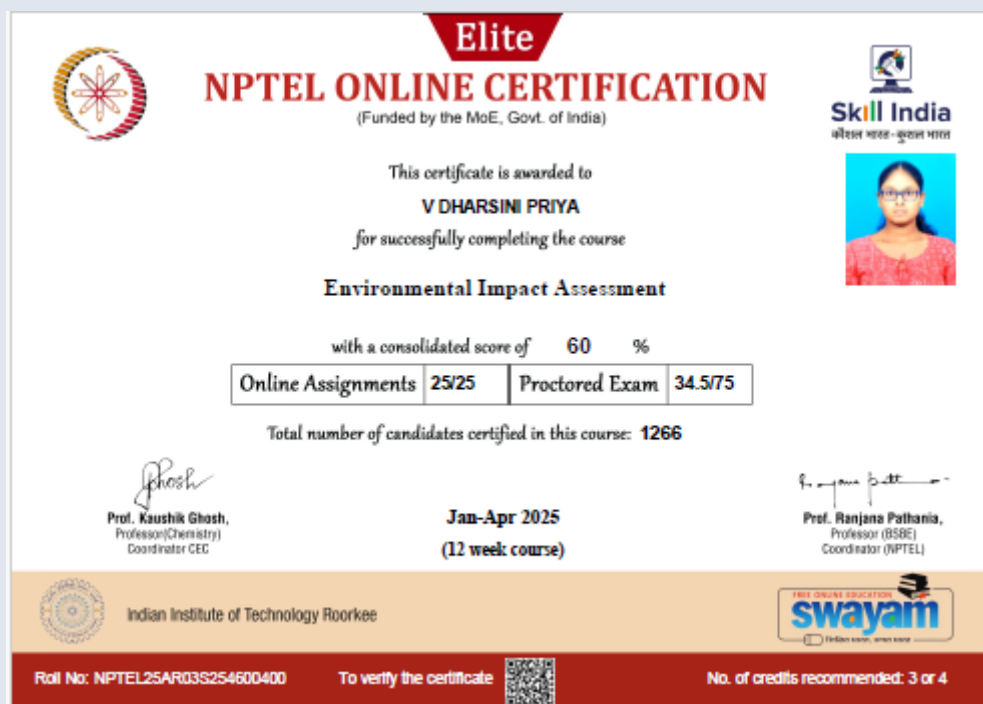 Elite
NPTEL ONLINE CERTIFICATION
(Funded by the MoE, Govt. of India)
Skill India
कौशल भारत - कुशल भारत
This certificate is awarded to
V DHARSINI PRIYA
for successfully completing the course
Environmental Impact Assessment
with a consolidated score of 60 %
Online Assignments 25/25 Proctored Exam 34.5/75
Total number of candidates certified in this course: 1266
Prof. Kaushik Ghosh,
Professor(Chemistry)
Coordinator CEC
Jan-Apr 2025
(12 week course)
Prof. Ranjana Pathania,
Professor (BSBE)
Coordinator (NPTEL)
Indian Institute of Technology Roorkee
FREE ONLINE EDUCATION
swayam
Roll No: NPTEL25AR03S254600400 To verify the certificate No. of credits recommended: 3 or 4